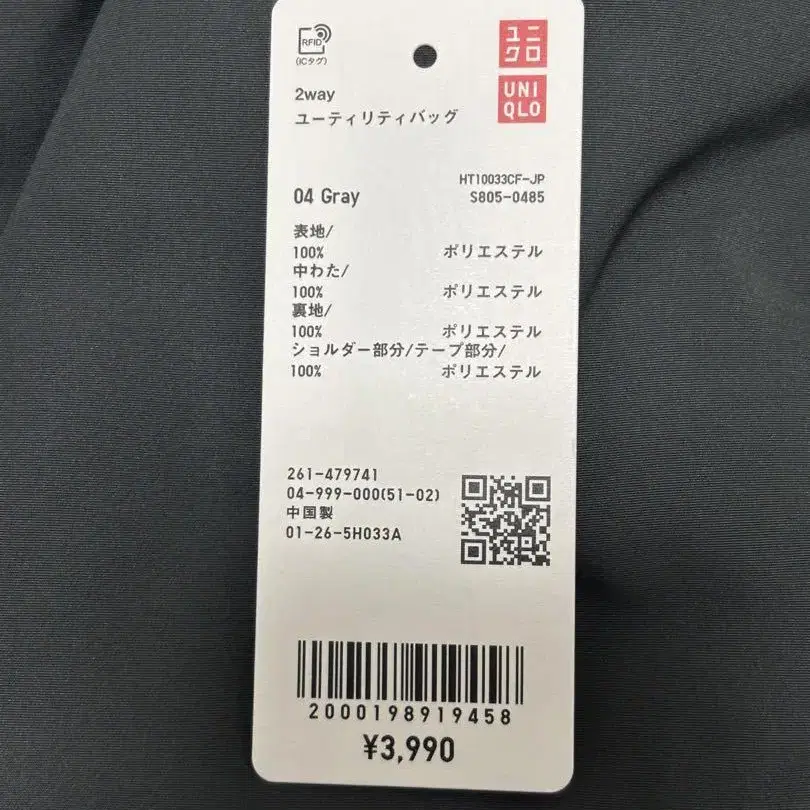 RFID
(ICタグ)
ユニ
クロ
UNI
QLO
2way
ユーティリティバッグ
HT10033CF-JP
04 Gray
S805-0485
表地/
100% ポリエステル
中わた/
100% ポリエステル
裏地/
100% ポリエステル
ショルダー部分/テープ部分/
100% ポリエステル
261-479741
04-999-000(51-02)
中国製
01-26-5H033A
2000198919458
¥3,990